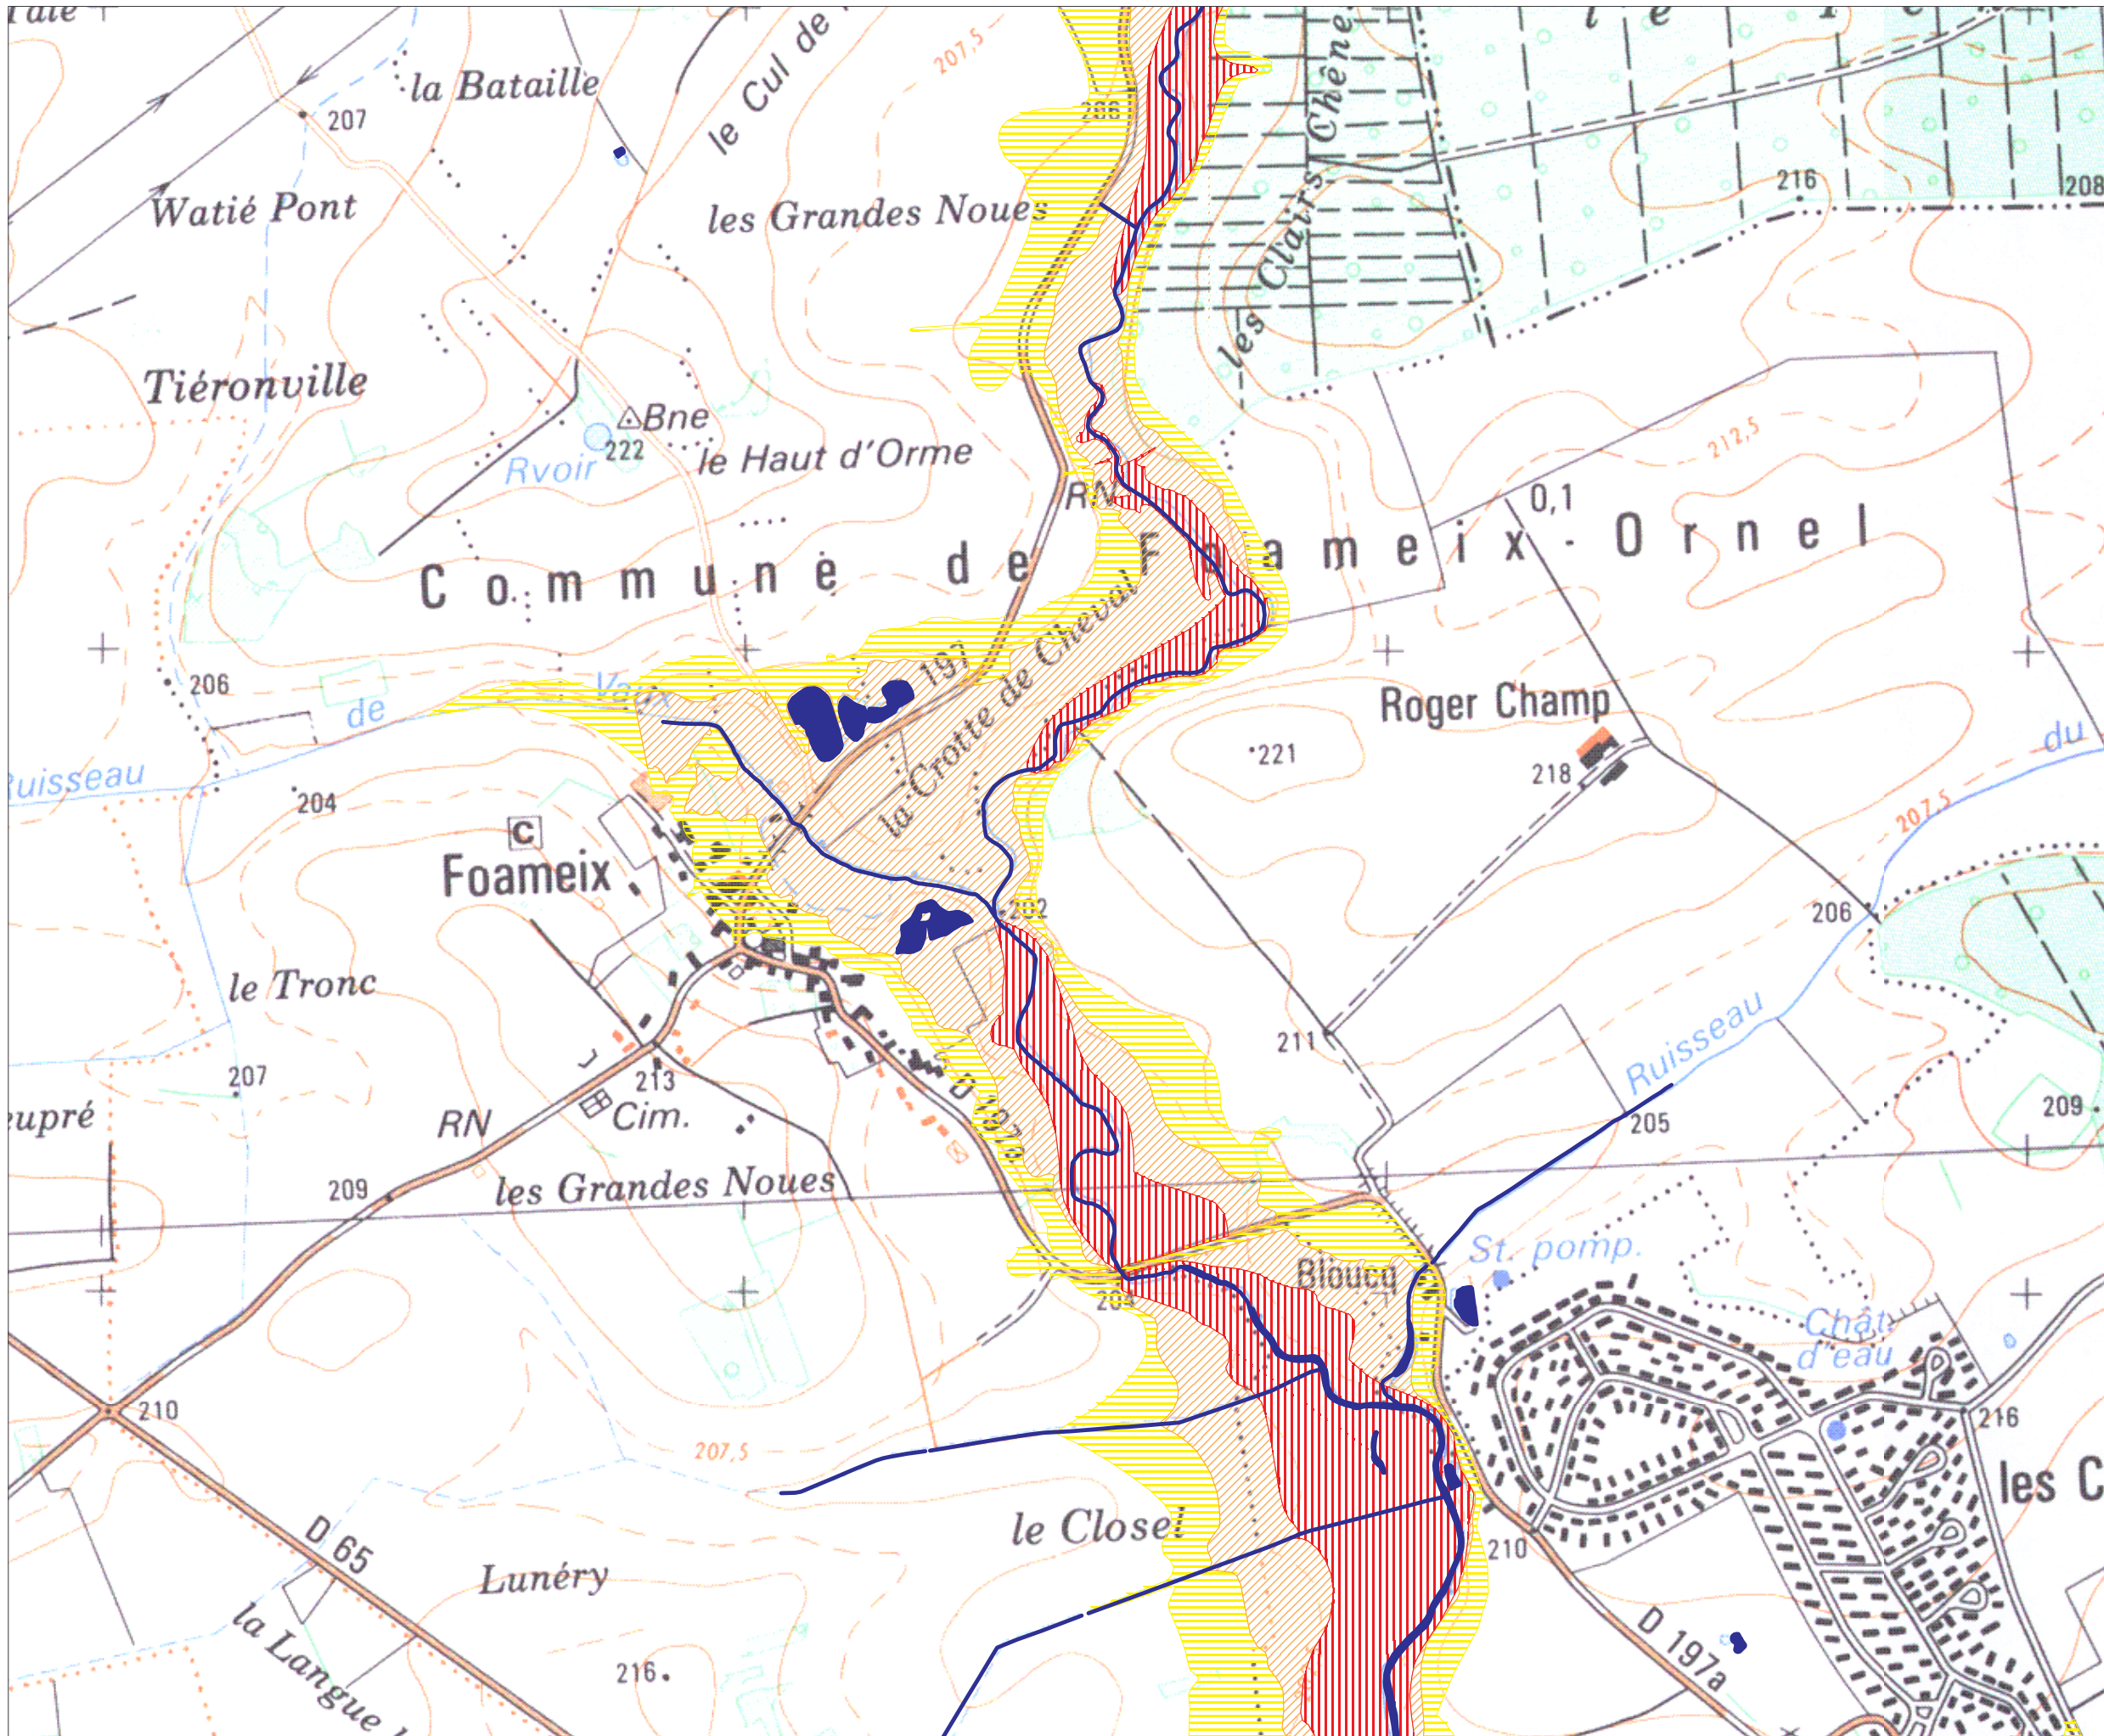 la Bataille
207
le Cul de
207,5
206
les Clairs Chêne
216
208
Watié Pont
les Grandes Noues
Tiéronville
Bne
222
Rvoir
le Haut d'Orme
212,5
RN
0,1
Commune de Foameix-Ornel
la Crotte de Cheval
197
206
Vaux
de
Ruisseau
Roger Champ
221
218
du
207,5
204
C
Foameix
202
206
le Tronc
211
Ruisseau
207
213
D 197a
205
209
RN
Cim.
209
les Grandes Noues
St. pomp.
Bloucq
Chât.
d'eau
210
216
207,5
les C
le Closel
D 65
210
Lunéry
D 197a
la Langue
216